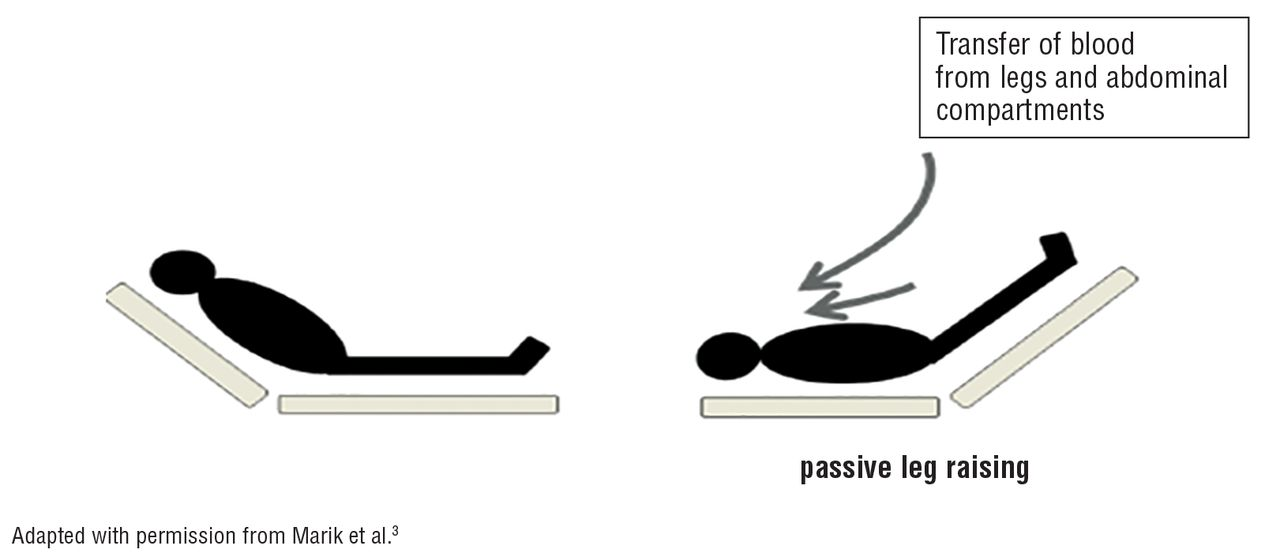 Transfer of blood
from legs and abdominal
compartments
passive leg raising
Adapted with permission from Marik et al.³